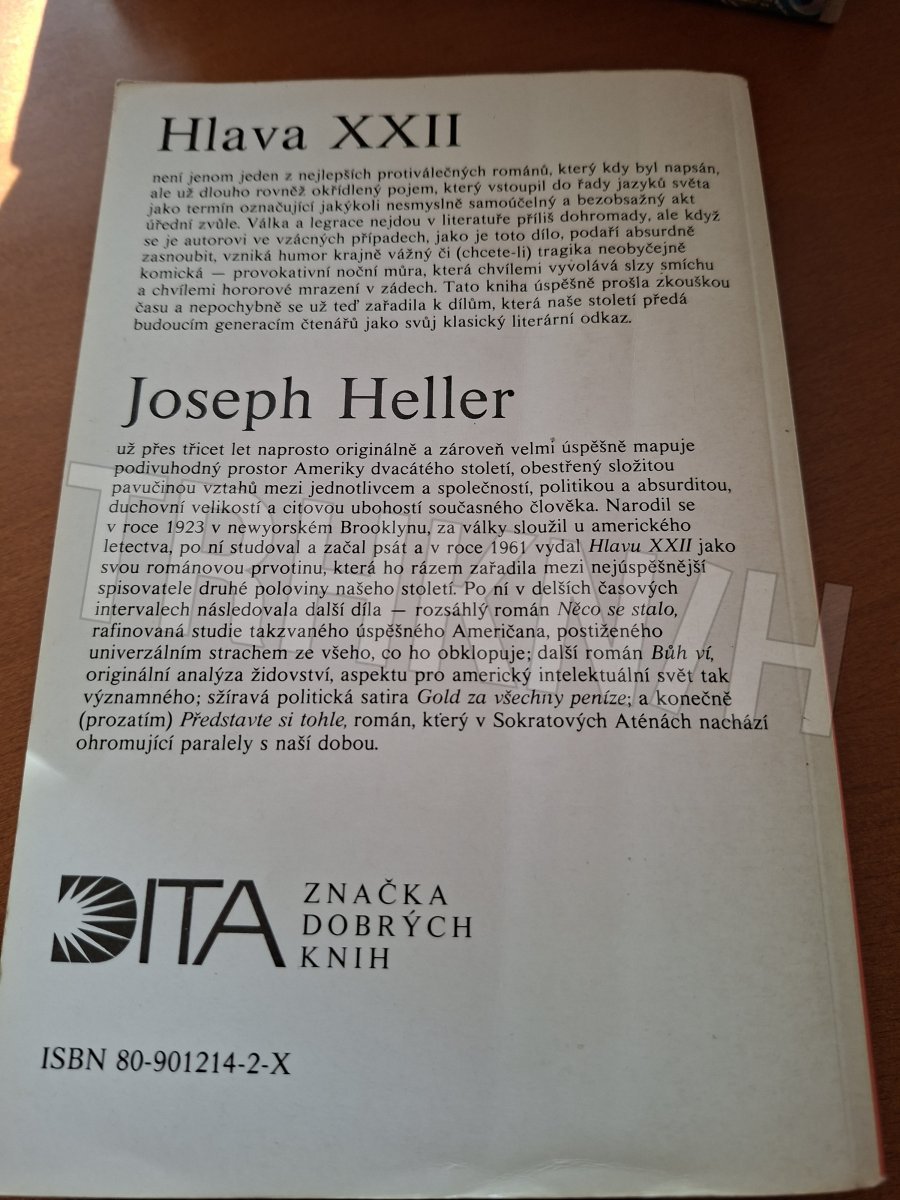 Hlava XXII
není jenom jeden z nejlepších protiválečných románů, který kdy byl napsán,
ale už dlouho rovněž okřídlený pojem, který vstoupil do řady jazyků světa
jako termín označující jakýkoli nesmyslně samoúčelný a bezobsažný akt
úřední zvůle. Válka a legrace nejdou v literatuře příliš dohromady, ale když
se je autorovi ve vzácných případech, jako je toto dílo, podaří absurdně
zasnoubit, vzniká humor krajně vážný či (chcete-li) tragika neobyčejně
komická — provokativní noční můra, která chvílemi vyvolává slzy smíchu
a chvílemi hororové mrazení v zádech. Tato kniha úspěšně prošla zkouškou
času a nepochybně se už teď zařadila k dílům, která naše století předá
budoucím generacím čtenářů jako svůj klasický literární odkaz.
Joseph Heller
už přes třicet let naprosto originálně a zároveň velmi úspěšně mapuje
podivuhodný prostor Ameriky dvacátého století, obestřený složitou
pavučinou vztahů mezi jednotlivcem a společností, politikou a absurditou,
duchovní velikostí a citovou ubohostí současného člověka. Narodil se
v roce 1923 v newyorském Brooklynu, za války sloužil u amerického
letectva, po ní studoval a začal psát a v roce 1961 vydal Hlavu XXII jako
svou románovou prvotinu, která ho rázem zařadila mezi nejúspěšnější
spisovatele druhé poloviny našeho století. Po ní v delších časových
intervalech následovala další díla — rozsáhlý román Něco se stalo,
rafinovaná studie takzvaného úspěšného Američana, postiženého
univerzálním strachem ze všeho, co ho obklopuje; další román Bůh ví,
originální analýza židovství, aspektu pro americký intelektuální svět tak
významného; sžíravá politická satira Gold za všechny peníze; a konečně
(prozatím) Představte si tohle, román, který v Sokratových Aténách nachází
ohromující paralely s naší dobou.
TRHKNIH
DITA
ZNAČKA
DOBRÝCH
KNIH
ISBN 80-901214-2-X